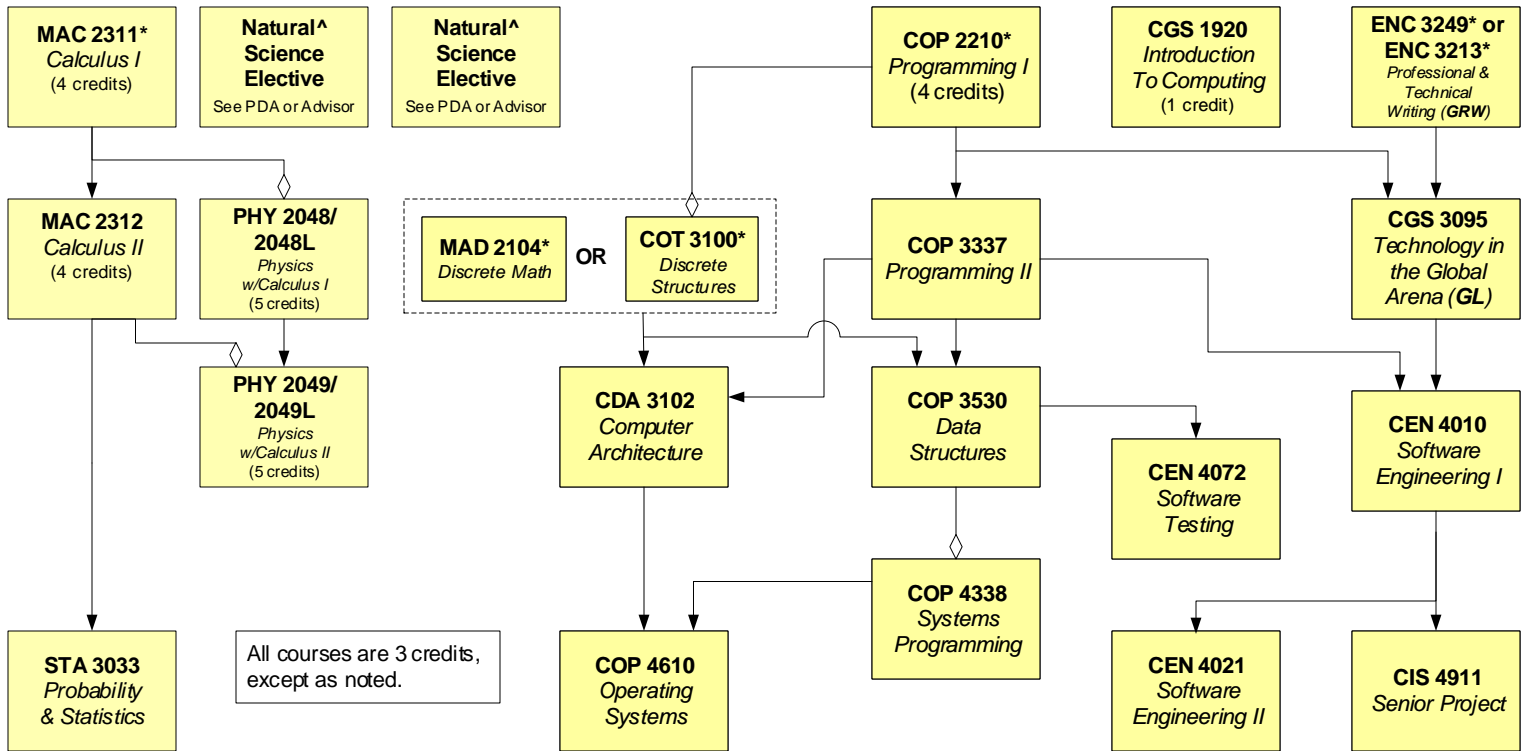 MAC 2311*
Calculus I
(4 credits)
Natural^
Science
Elective
See PDA or Advisor
Natural^
Science
Elective
See PDA or Advisor
COP 2210*
Programming I
(4 credits)
CGS 1920
Introduction
To Computing
(1 credit)
ENC 3249* or
ENC 3213*
Professional &
Technical
Writing (GRW)
MAC 2312
Calculus II
(4 credits)
PHY 2048/
2048L
Physics
w/Calculus I
(5 credits)
MAD 2104*
Discrete Math
OR
COT 3100*
Discrete
Structures
COP 3337
Programming II
CGS 3095
Technology in
the Global
Arena (GL)
PHY 2049/
2049L
Physics
w/Calculus II
(5 credits)
CDA 3102
Computer
Architecture
COP 3530
Data
Structures
CEN 4072
Software
Testing
CEN 4010
Software
Engineering I
COP 4338
Systems
Programming
STA 3033
Probability
& Statistics
All courses are 3 credits,
except as noted.
COP 4610
Operating
Systems
CEN 4021
Software
Engineering II
CIS 4911
Senior Project